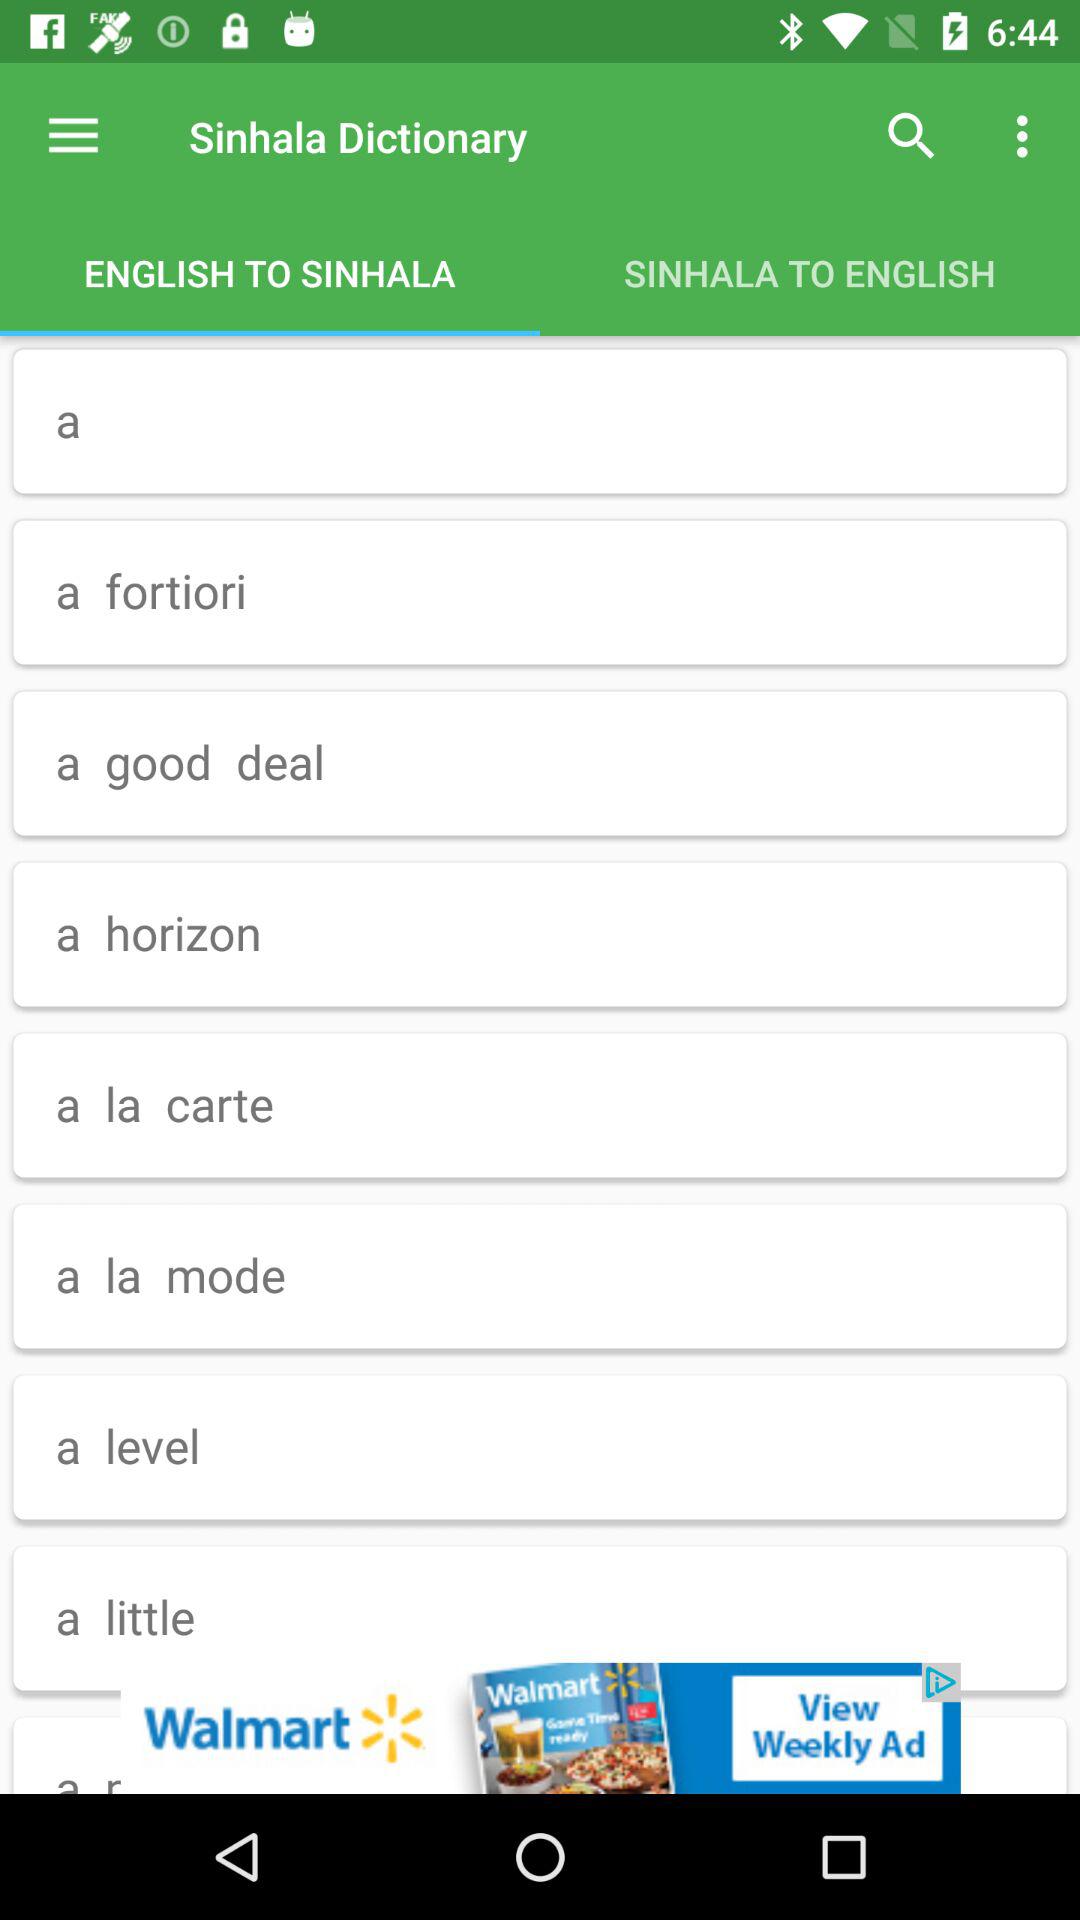 FAKE
6:44
Sinhala Dictionary
ENGLISH TO SINHALA
SINHALA TO ENGLISH
a
a fortiori
a good deal
a horizon
a la carte
a la mode
a level
a little
Walmart
Walmart
Game Time
ready
View
Weekly Ad
a